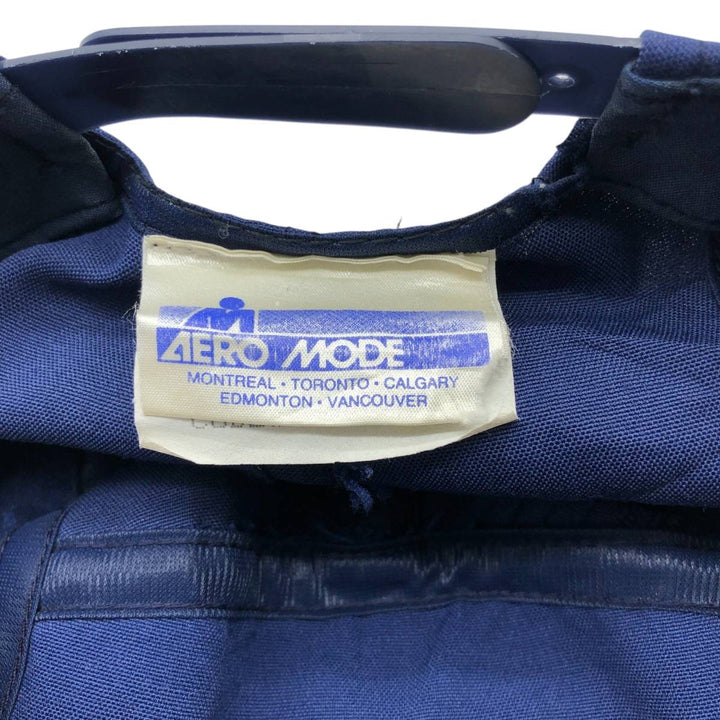 AERO MODE
MONTREAL · TORONTO · CALGARY
EDMONTON · VANCOUVER